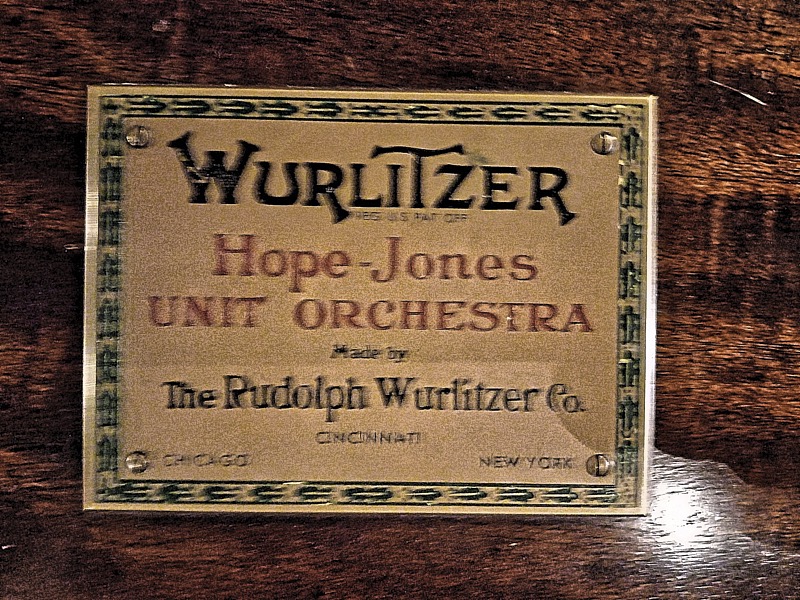 WURLITZER
REG. U.S. PAT. OFF.
Hope-Jones
UNIT ORCHESTRA
Made by
The Rudolph Wurlitzer Co.
CINCINNATI
CHICAGO NEW YORK